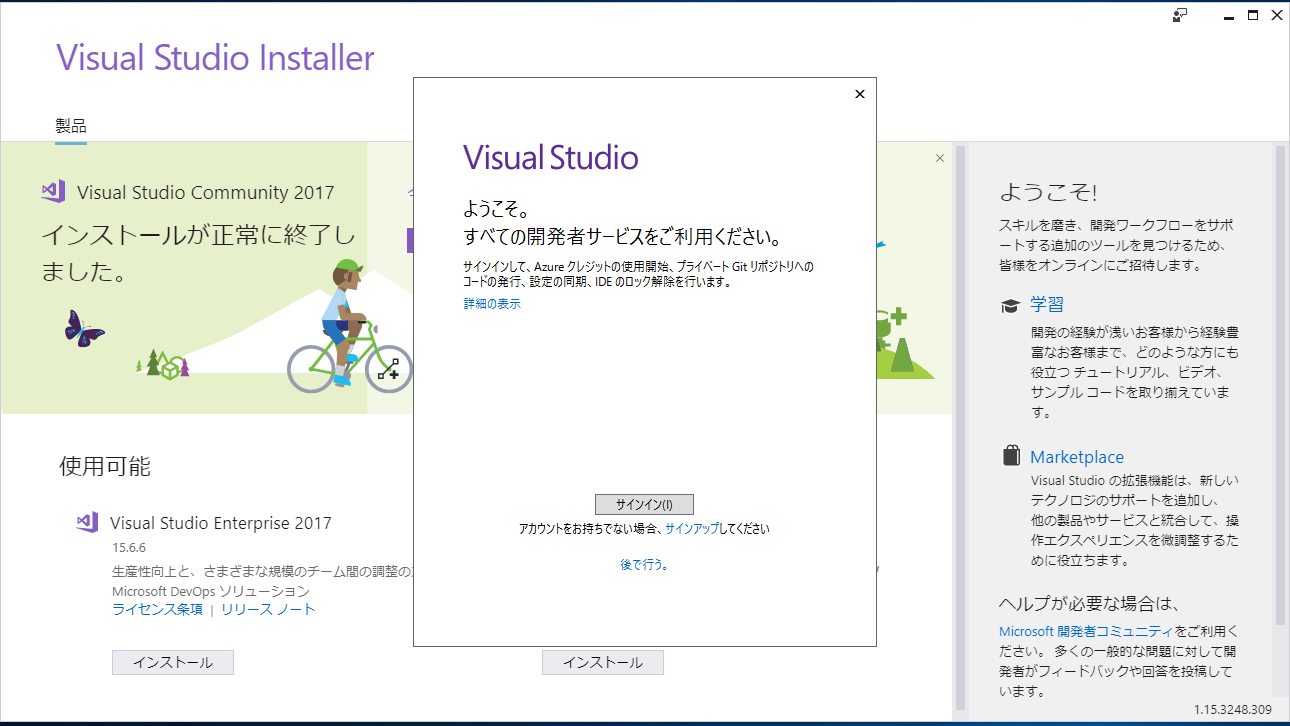 Visual Studio Installer
製品
Visual Studio Community 2017
インストールが正常に終了し
ました。
使用可能
Visual Studio Enterprise 2017
15.6.6
生産性向上と、さまざまな規模のチーム間の調整の
Microsoft DevOps ソリューション
ライセンス条項 | リリース ノート
インストール
インストール
Visual Studio
ようこそ。
すべての開発者サービスをご利用ください。
サインインして、Azure クレジットの使用開始、プライベート Git リポジトリへの
コードの発行、設定の同期、IDE のロック解除を行います。
詳細の表示
サインイン(I)
アカウントをお持ちでない場合、サインアップしてください
後で行う。
ようこそ!
スキルを磨き、開発ワークフローをサポ
ートする追加のツールを見つけるため、
皆様をオンラインにご招待します。
学習
開発の経験が浅いお客様から経験豊
富なお客様まで、どのような方にも
役立つ チュートリアル、ビデオ、
サンプル コードを取り揃えていま
す。
Marketplace
Visual Studio の拡張機能は、新しい
テクノロジのサポートを追加し、
他の製品やサービスと統合して、操
作エクスペリエンスを微調整するた
めに役立ちます。
ヘルプが必要な場合は、
Microsoft 開発者コミュニティをご利用く
ださい。 多くの一般的な問題に対して開
発者がフィードバックや回答を投稿して
います。
1.15.3248.309